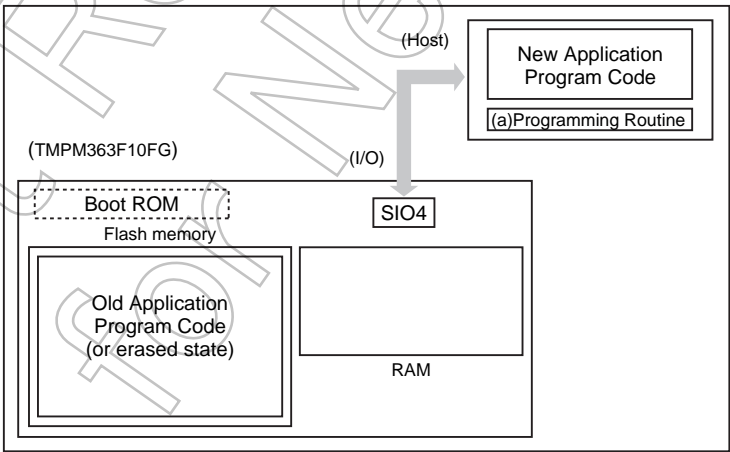 (Host)
New Application
Program Code
(a)Programming Routine
(TMPM363F10FG)
(I/O)
Boot ROM
SIO4
Flash memory
Old Application
Program Code
(or erased state)
RAM
for